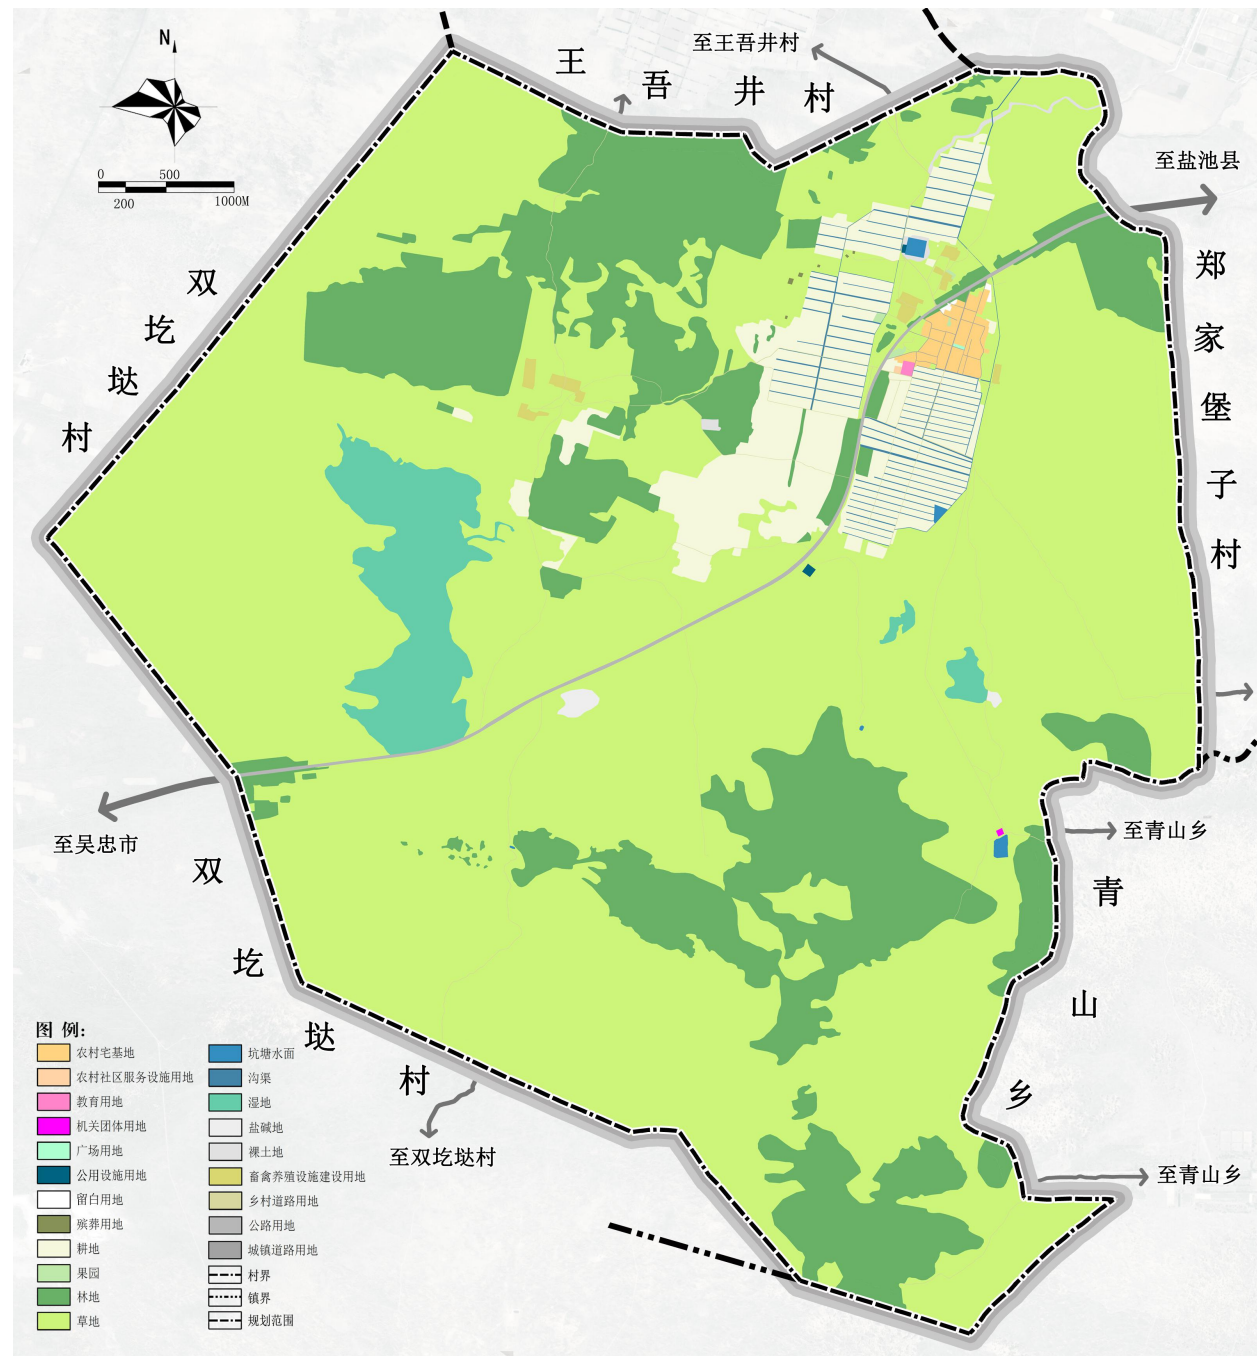 N
0 500
200 1000M
至王吾井村
王吾井村
至盐池县
双圪垯村
郑家堡子村
至吴忠市
双圪垯村
至青山乡
青山乡
至双圪垯村
至青山乡
图 例:
农村宅基地
农村社区服务设施用地
教育用地
机关团体用地
广场用地
公用设施用地
留白用地
殡葬用地
耕地
果园
林地
草地
坑塘水面
沟渠
湿地
盐碱地
裸土地
畜禽养殖设施建设用地
乡村道路用地
公路用地
城镇道路用地
村界
镇界
规划范围